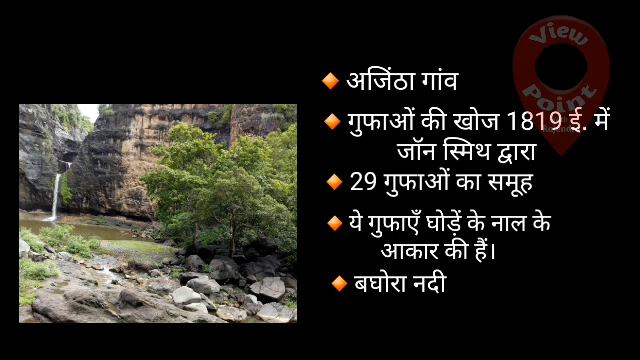 View
Point
अजिंठा गांव
गुफाओं की खोज 1819 ई. में
जॉन स्मिथ द्वारा
29 गुफाओं का समूह
ये गुफाएँ घोड़ें के नाल के
आकार की हैं।
बघोरा नदी